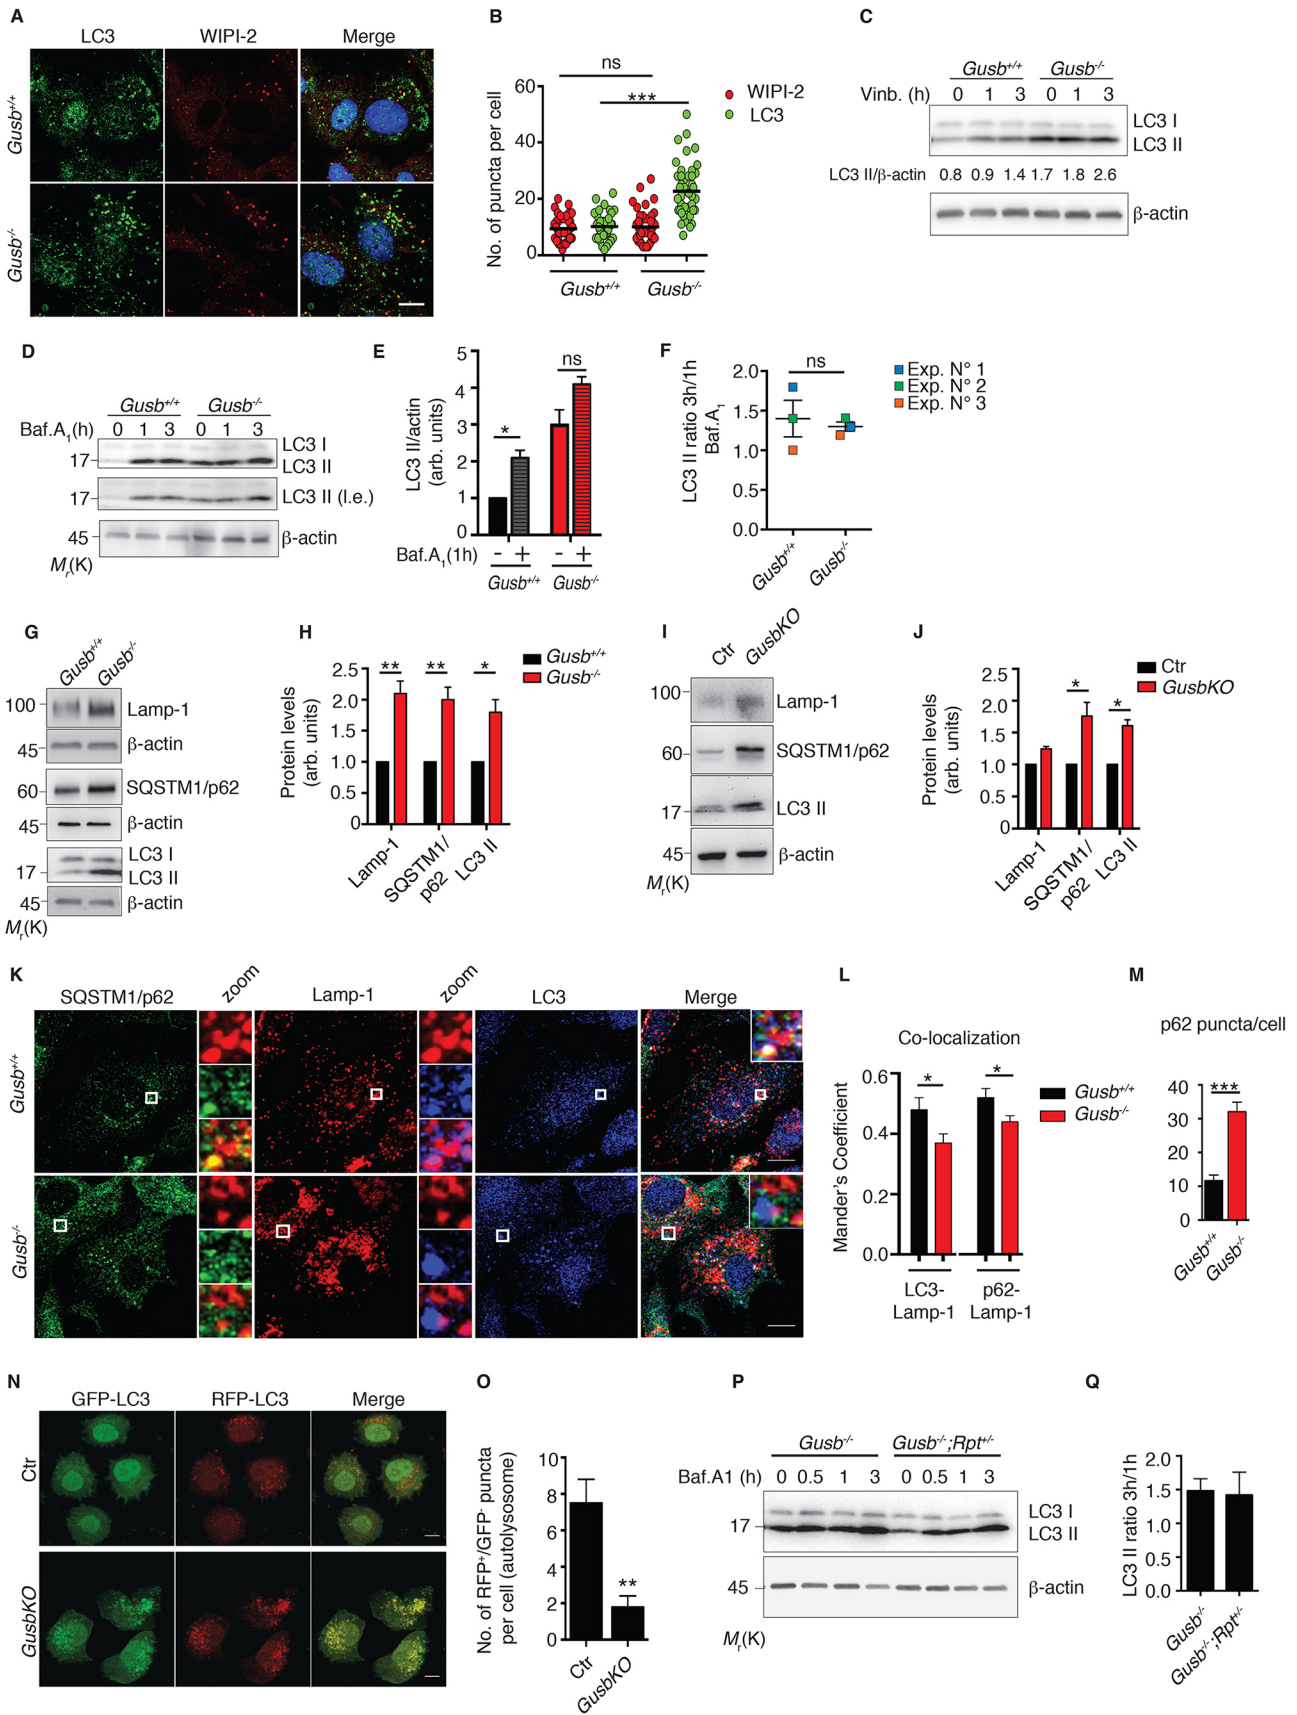 A
LC3
WIPI-2
Merge
Gusb+/+
Gusb-/-
B
ns
***
No. of puncta per cell
60
40
20
0
WIPI-2
LC3
Gusb+/+
Gusb-/-
C
Gusb+/+ Gusb-/-
Vinb. (h) 0 1 3 0 1 3
LC3 I
LC3 II
LC3 II/β-actin 0.8 0.9 1.4 1.7 1.8 2.6
β-actin
D
Gusb+/+ Gusb-/-
Baf.A1(h) 0 1 3 0 1 3
LC3 I
17
LC3 II
17
LC3 II (l.e.)
45
β-actin
Mr(K)
E
LC3 II/actin
(arb. units)
5
4
3
2
1
0
*
ns
Baf.A1(1h) - + - +
Gusb+/+ Gusb-/-
F
LC3 II ratio 3h/1h
Baf.A1
2.0
1.5
1.0
0.5
0.0
ns
Exp. N° 1
Exp. N° 2
Exp. N° 3
Gusb+/+
Gusb-/-
G
Gusb+/+
Gusb-/-
100
Lamp-1
45
β-actin
60
SQSTM1/p62
45
β-actin
LC3 I
17
LC3 II
45
β-actin
Mr(K)
H
Protein levels
(arb. units)
2.5
2.0
1.5
1.0
0.5
0
** ** *
Gusb+/+
Gusb-/-
Lamp-1
SQSTM1/
p62
LC3 II
I
Ctr
GusbKO
100
Lamp-1
60
SQSTM1/p62
17
LC3 II
45
β-actin
Mr(K)
J
Protein levels
(arb. units)
2.5
2.0
1.5
1.0
0.5
0
* *
Ctr
GusbKO
Lamp-1
SQSTM1/
p62
LC3 II
K
SQSTM1/p62
zoom
Lamp-1
zoom
LC3
Merge
Gusb+/+
Gusb-/-
L
Co-localization
Mander's Coefficient
0.6
0.4
0.2
0.0
* *
Gusb+/+
Gusb-/-
LC3-
Lamp-1
p62-
Lamp-1
M
p62 puncta/cell
40
30
20
10
0
***
Gusb+/+
Gusb-/-
N
GFP-LC3
RFP-LC3
Merge
Ctr
GusbKO
O
No. of RFP+/GFP- puncta
per cell (autolysosome)
10
8
6
4
2
0
**
Ctr
GusbKO
P
Gusb-/- Gusb-/-;Rpt+/-
Baf.A1 (h) 0 0.5 1 3 0 0.5 1 3
LC3 I
17
LC3 II
45
β-actin
Mr(K)
Q
LC3 II ratio 3h/1h
2.0
1.5
1.0
0.5
0.0
Gusb-/-
Gusb-/-;Rpt+/-